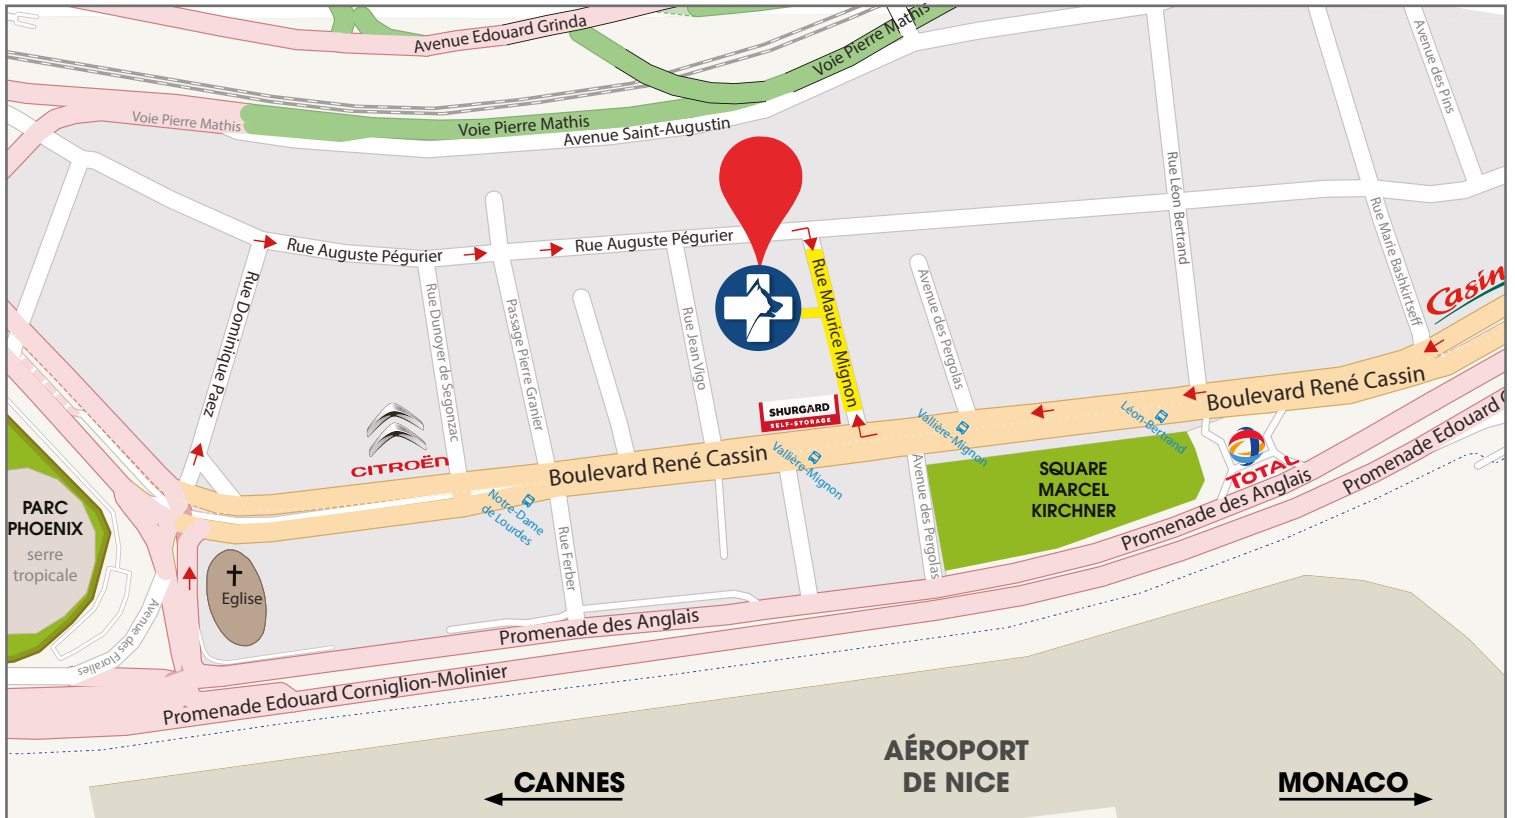 Avenue Edouard Grinda
Voie Pierre Mathis
Avenue des Pins
Voie Pierre Mathis
Voie Pierre Mathis
Avenue Saint-Augustin
Rue Léon Bertrand
Rue Marie Bashkirtseff
Rue Auguste Pégurier
Rue Auguste Pégurier
Rue Dominique Paez
Rue Dunoyer de Segonzac
Passage Pierre Granier
Rue Jean Vigo
Rue Maurice Mignon
Avenue des Pergolas
Casin
Boulevard René Cassin
SHURGARD
SELF-STORAGE
CITROËN
Boulevard René Cassin
Vallière-Mignon
Vallière-Mignon
Léon-Bertrand
TOTAL
Notre-Dame
de Lourdes
SQUARE
MARCEL
KIRCHNER
Avenue des Pergolas
Promenade des Anglais
Promenade Edouard C
PARC
PHOENIX
serre
tropicale
Eglise
Avenue des Floralies
Rue Ferber
Promenade des Anglais
Promenade Edouard Corniglion-Molinier
AÉROPORT
DE NICE
CANNES
MONACO